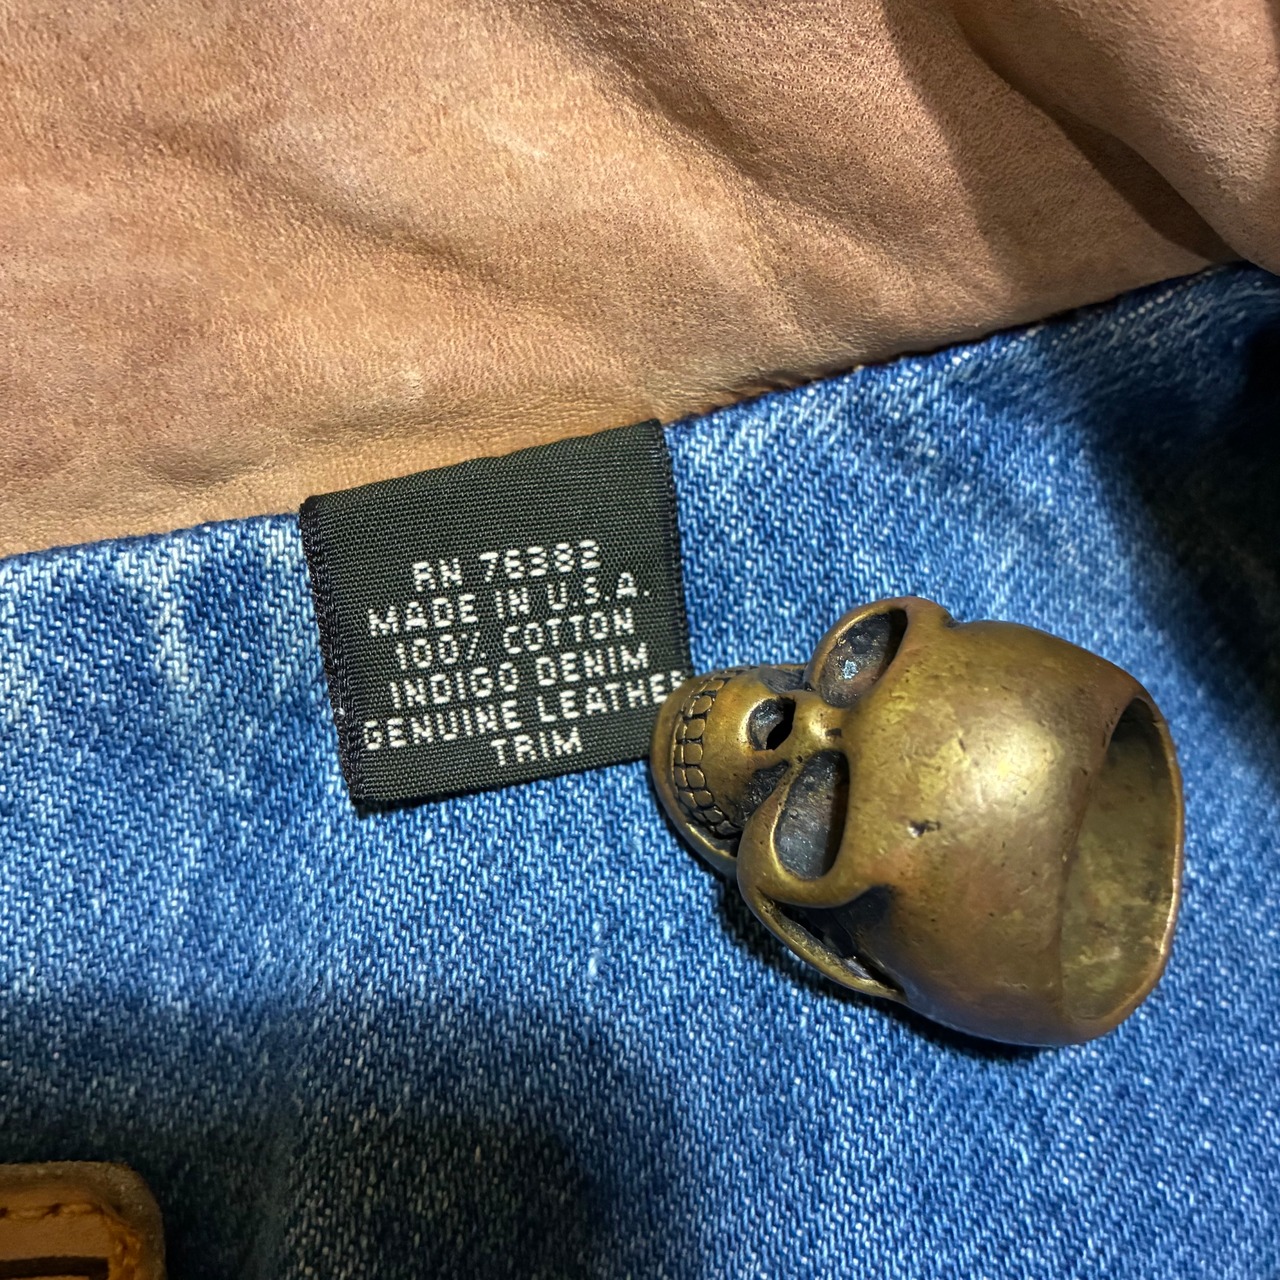 RN 76382
MADE IN U.S.A.
100% COTTON
INDIGO DENIM
GENUINE LEATHER
TRIM